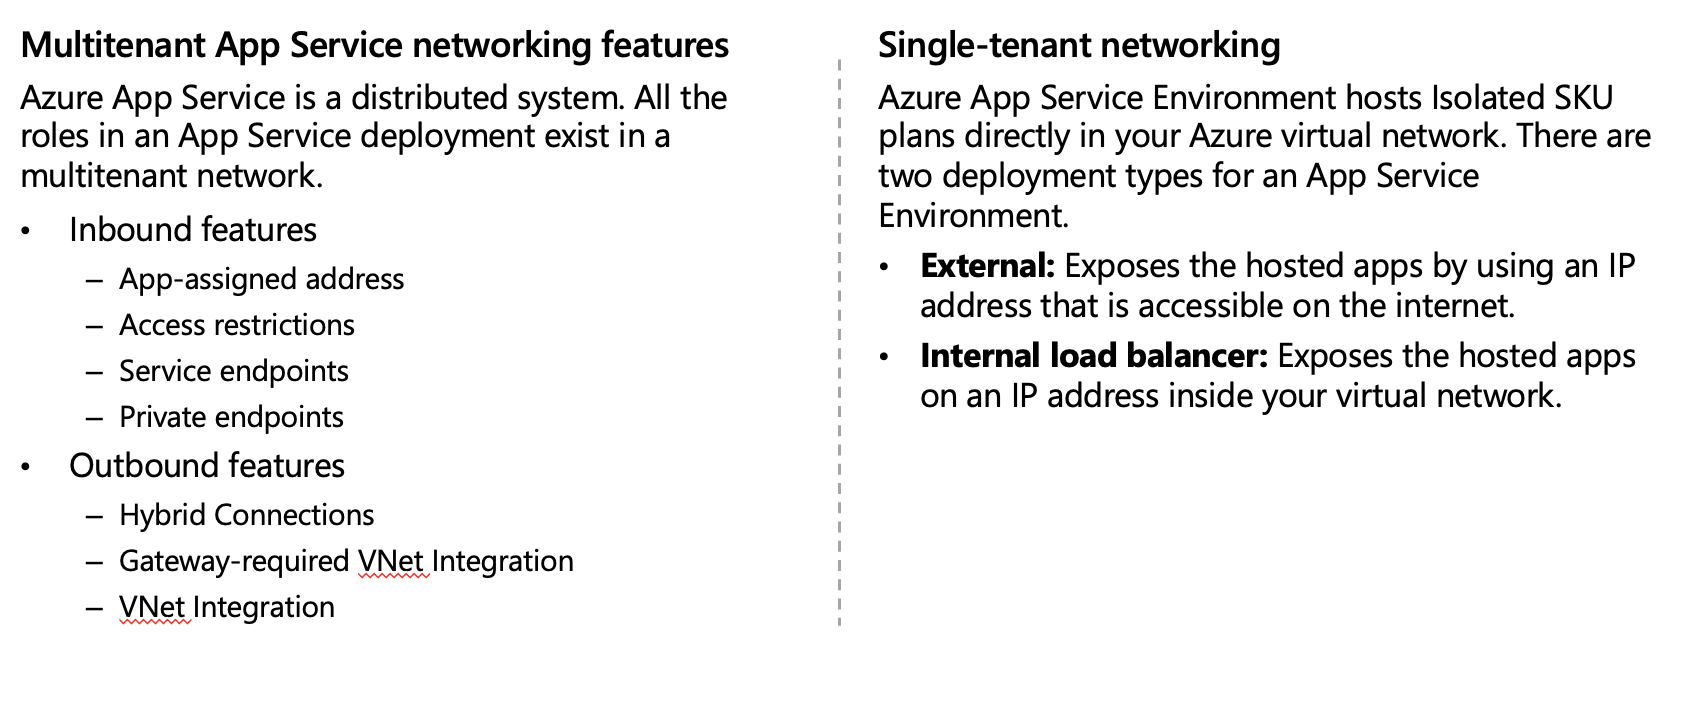 Multitenant App Service networking features
Azure App Service is a distributed system. All the
roles in an App Service deployment exist in a
multitenant network.
• Inbound features
– App-assigned address
– Access restrictions
– Service endpoints
– Private endpoints
• Outbound features
– Hybrid Connections
– Gateway-required VNet Integration
– VNet Integration
Single-tenant networking
Azure App Service Environment hosts Isolated SKU
plans directly in your Azure virtual network. There are
two deployment types for an App Service
Environment.
• External: Exposes the hosted apps by using an IP
address that is accessible on the internet.
• Internal load balancer: Exposes the hosted apps
on an IP address inside your virtual network.